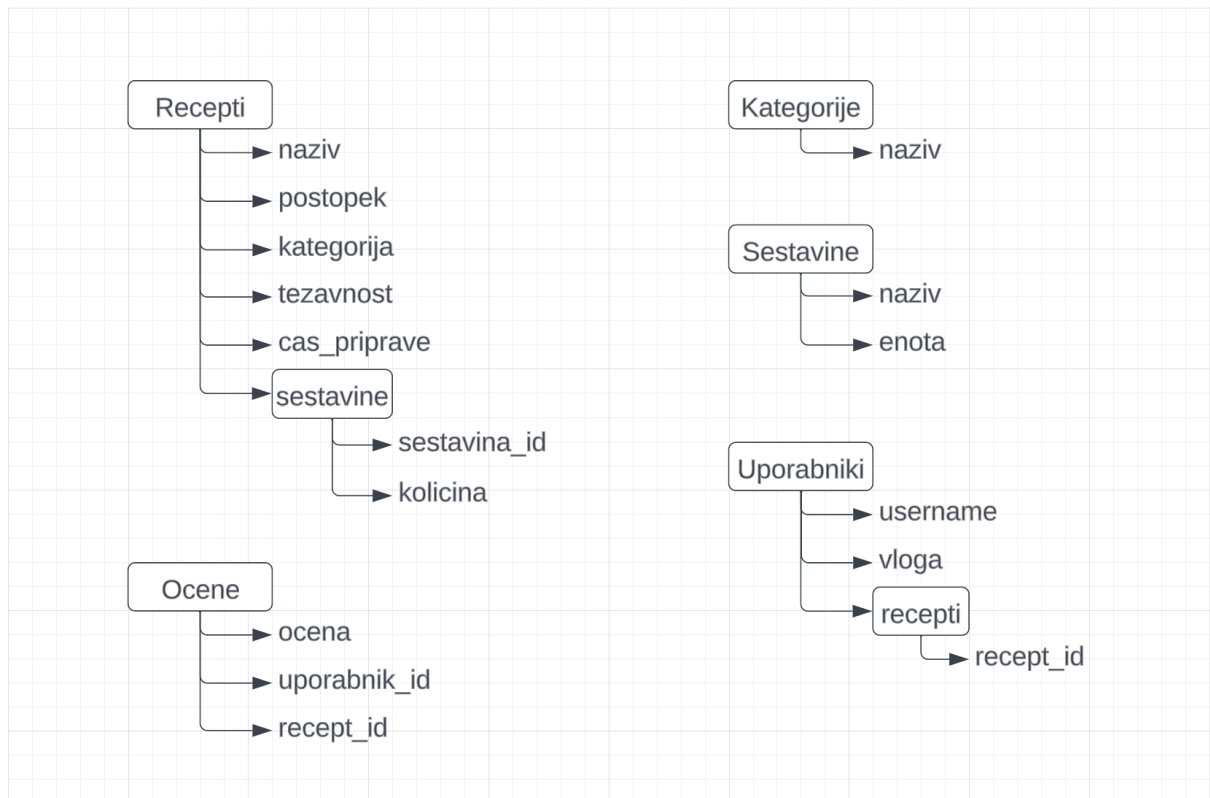 Recepti
naziv
postopek
kategorija
tezavnost
cas_priprave
sestavine
sestavina_id
kolicina
Ocene
ocena
uporabnik_id
recept_id
Kategorije
naziv
Sestavine
naziv
enota
Uporabniki
username
vloga
recepti
recept_id